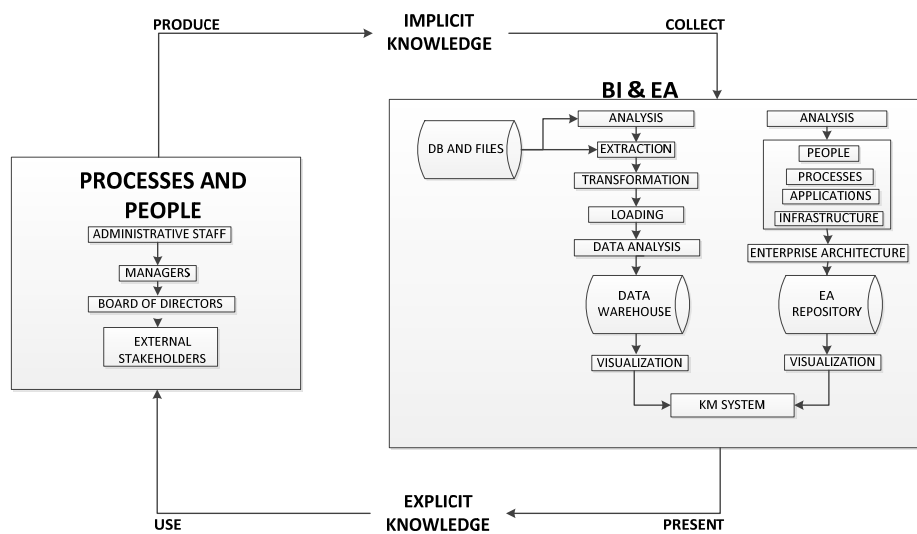 PRODUCE
IMPLICIT
KNOWLEDGE
COLLECT
BI & EA
PROCESSES AND
PEOPLE
ADMINISTRATIVE STAFF
MANAGERS
BOARD OF DIRECTORS
EXTERNAL
STAKEHOLDERS
DB AND FILES
ANALYSIS
EXTRACTION
TRANSFORMATION
LOADING
DATA ANALYSIS
DATA
WAREHOUSE
VISUALIZATION
ANALYSIS
PEOPLE
PROCESSES
APPLICATIONS
INFRASTRUCTURE
ENTERPRISE ARCHITECTURE
EA
REPOSITORY
VISUALIZATION
KM SYSTEM
USE
EXPLICIT
KNOWLEDGE
PRESENT